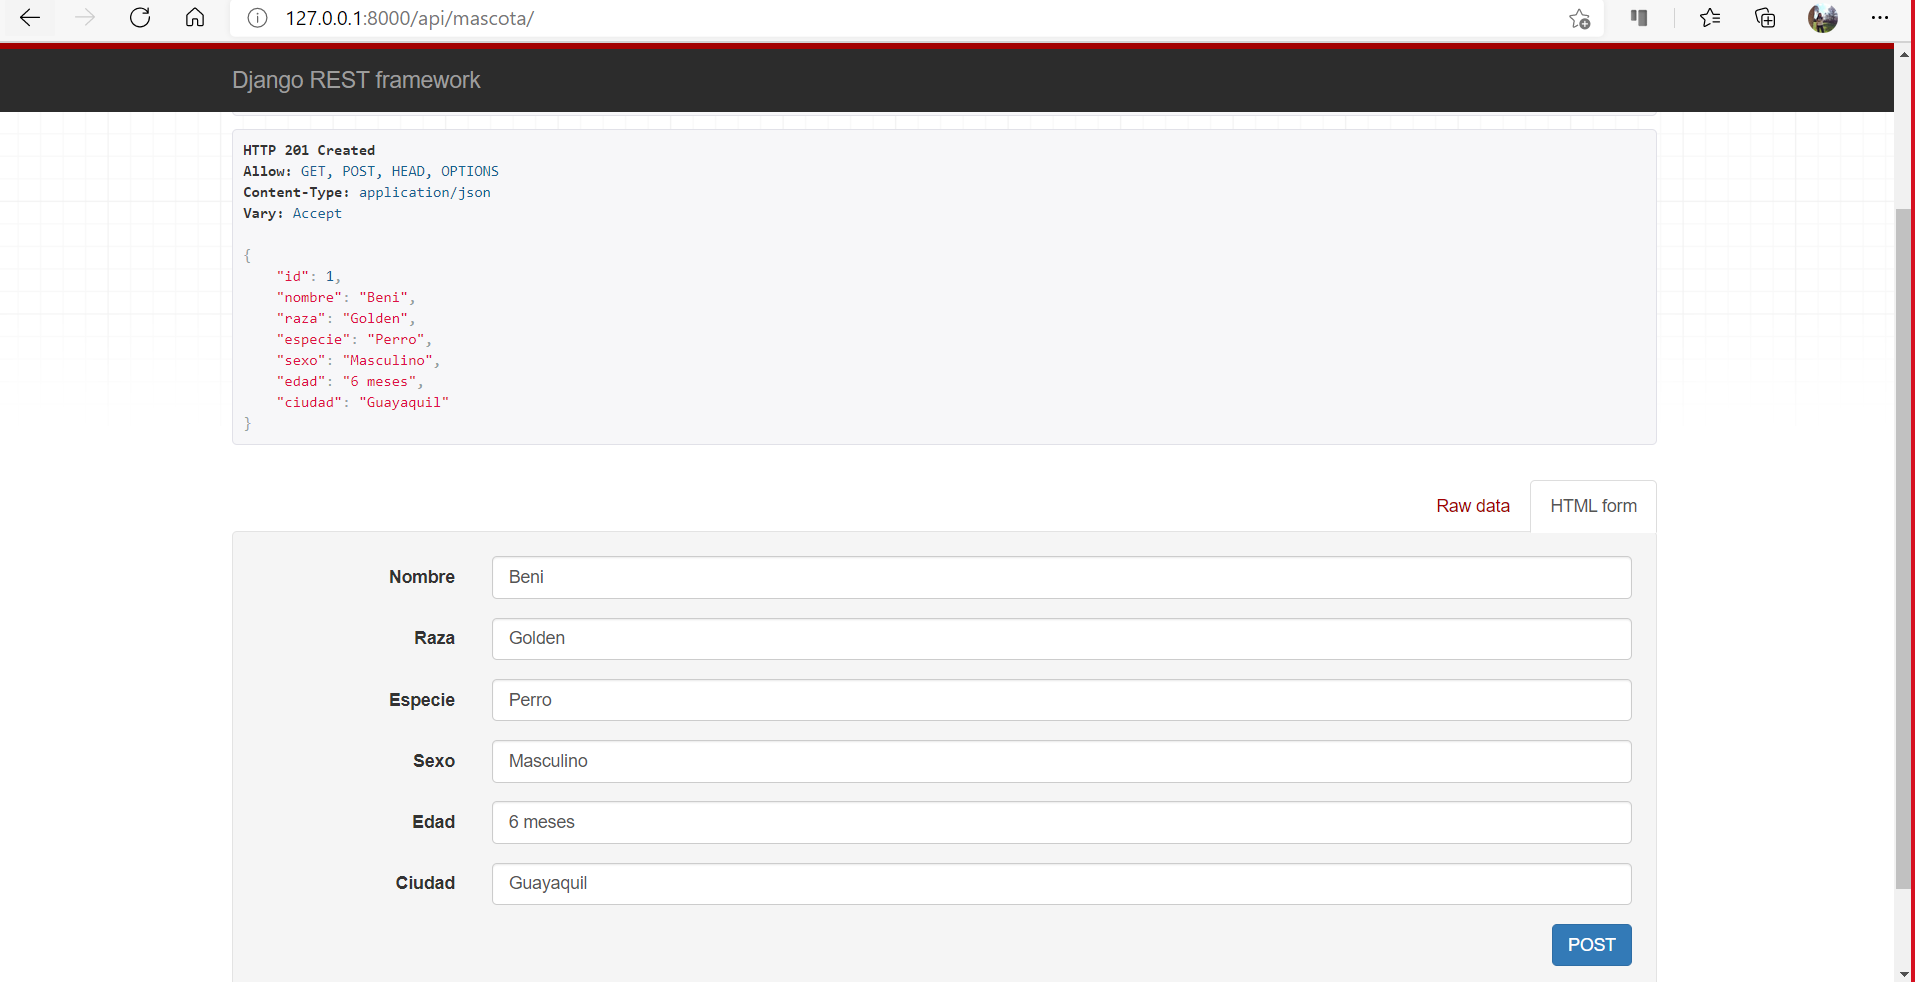 127.0.0.1:8000/api/mascota/
Django REST framework
HTTP 201 Created
Allow: GET, POST, HEAD, OPTIONS
Content-Type: application/json
Vary: Accept
{
    "id": 1,
    "nombre": "Beni",
    "raza": "Golden",
    "especie": "Perro",
    "sexo": "Masculino",
    "edad": "6 meses",
    "ciudad": "Guayaquil"
}
Raw data HTML form
Nombre Beni
Raza Golden
Especie Perro
Sexo Masculino
Edad 6 meses
Ciudad Guayaquil
POST